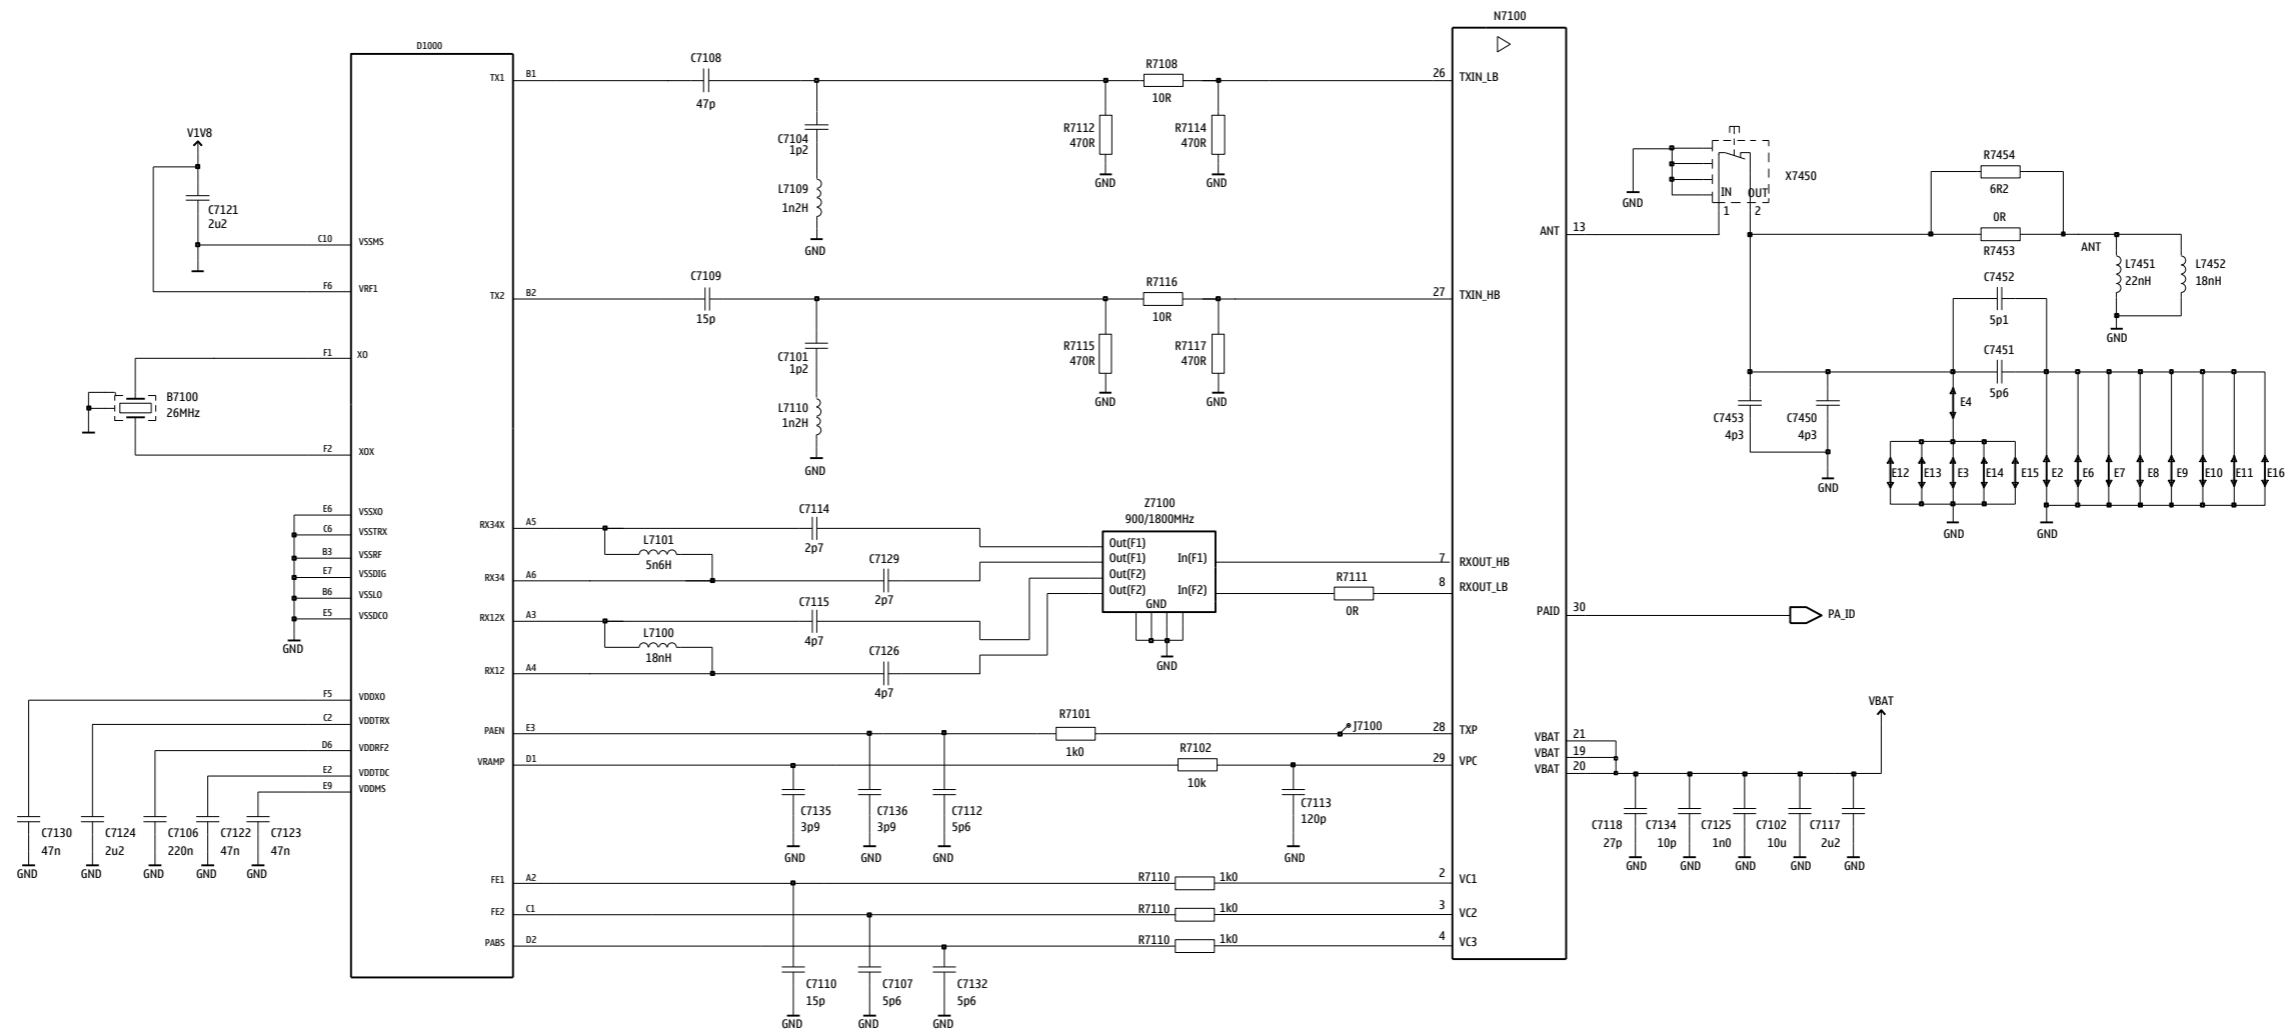 N7100
D1000
TX1 B1
C7108
47p
C7104
1p2
L7109
1n2H
GND
R7112
470R
GND
R7108
10R
R7114
470R
GND
26 TXIN_LB
V1V8
C7121
2u2
C10 VSSMS
F6 VRF1
F1 XO
B7100
26MHz
F2 XOX
TX2 B2
C7109
15p
C7101
1p2
L7110
1n2H
GND
R7115
470R
GND
R7116
10R
R7117
470R
GND
27 TXIN_HB
E6 VSSXO
C6 VSSTRX
B3 VSSRF
E7 VSSDIG
B6 VSSLO
E5 VSSDCO
GND
RX34X A5
L7101
5n6H
RX34 A6
C7114
2p7
C7129
2p7
RX12X A3
L7100
18nH
RX12 A4
C7115
4p7
C7126
4p7
Z7100
900/1800MHz
Out(F1)
Out(F1) In(F1)
Out(F2)
Out(F2) In(F2)
GND
GND
7 RXOUT_HB
R7111
0R
8 RXOUT_LB
F5 VDDXO
C2 VDDTRX
D6 VDDRF2
E2 VDDTDC
E9 VDDMS
C7130
47n
GND
C7124
2u2
GND
C7106
220n
GND
C7122
47n
GND
C7123
47n
GND
PAEN E3
R7101
1k0
J7100
28 TXP
VRAMP D1
R7102
10k
29 VPC
C7135
3p9
GND
C7136
3p9
GND
C7112
5p6
GND
C7113
120p
GND
FE1 A2
R7110 1k0
2 VC1
FE2 C1
R7110 1k0
3 VC2
PABS D2
R7110 1k0
4 VC3
C7110
15p
GND
C7107
5p6
GND
C7132
5p6
GND
ANT 13
GND
IN OUT
1 2
X7450
R7454
6R2
0R
R7453
ANT
L7451
22nH
L7452
18nH
GND
C7452
5p1
C7451
5p6
C7453
4p3
C7450
4p3
GND
E4
E12 E13 E3 E14 E15 E2 E6 E7 E8 E9 E10 E11 E16
GND GND
PAID 30
PA_ID
VBAT
VBAT 21
VBAT 19
VBAT 20
C7118
27p
GND
C7134
10p
GND
C7125
1n0
GND
C7102
10u
GND
C7117
2u2
GND